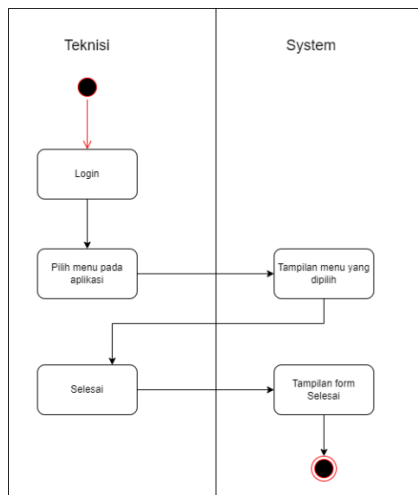 Teknisi
System
Login
Pilih menu pada
aplikasi
Tampilan menu yang
dipilih
Selesai
Tampilan form
Selesai